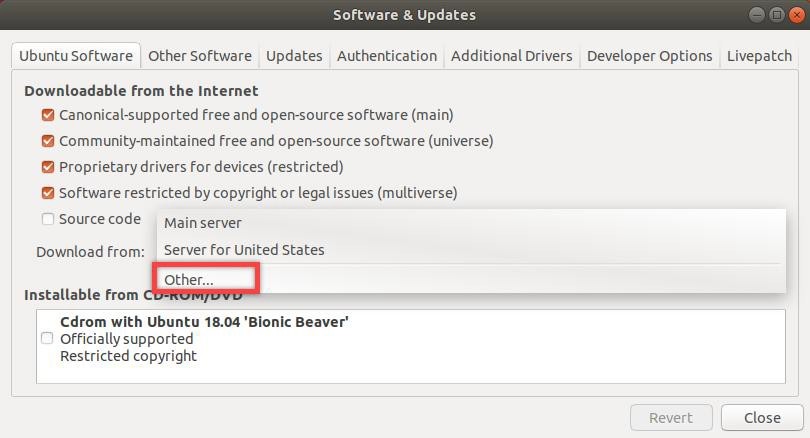 Software & Updates
Ubuntu Software Other Software Updates Authentication Additional Drivers Developer Options Livepatch
Downloadable from the Internet
Canonical-supported free and open-source software (main)
Community-maintained free and open-source software (universe)
Proprietary drivers for devices (restricted)
Software restricted by copyright or legal issues (multiverse)
Source code
Main server
Download from:
Server for United States
Other...
Installable from CD-ROM/DVD
Cdrom with Ubuntu 18.04 'Bionic Beaver'
Officially supported
Restricted copyright
Revert Close